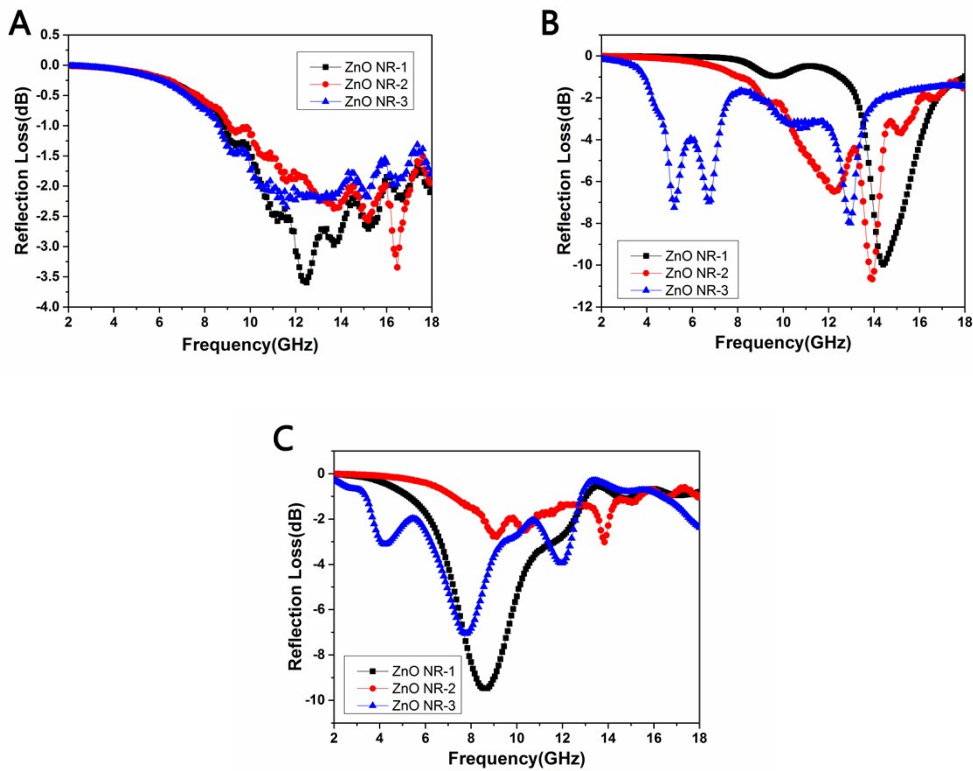 A
Reflection Loss(dB)
0.5
0.0
-0.5
-1.0
-1.5
-2.0
-2.5
-3.0
-3.5
-4.0
ZnO NR-1
ZnO NR-2
ZnO NR-3
2 4 6 8 10 12 14 16 18
Frequency(GHz)
B
Reflection Loss(dB)
0
-2
-4
-6
-8
-10
-12
ZnO NR-1
ZnO NR-2
ZnO NR-3
2 4 6 8 10 12 14 16 18
Frequency(GHz)
C
Reflection Loss(dB)
0
-2
-4
-6
-8
-10
ZnO NR-1
ZnO NR-2
ZnO NR-3
2 4 6 8 10 12 14 16 18
Frequency(GHz)